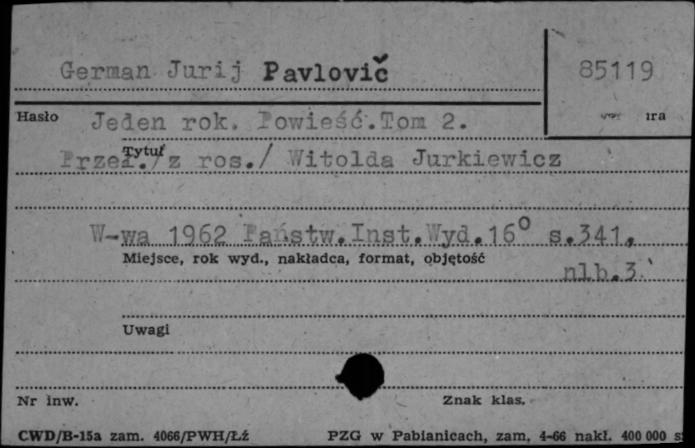 German Jurij Pavlovič
85119
Hasło Jeden rok. Powieść.Tom 2.
Tytuł
Przeł./z ros./ Witolda Jurkiewicz
W-wa 1962 Państw.Inst.Wyd.16⁰ s.341,
Miejsce, rok wyd., nakładca, format, objętość
nlb.3.
Uwagi
Nr inw. Znak klas.
CWD/B-15a zam. 4066/PWH/Łź PZG w Pabianicach, zam. 4-66 nakł. 400 000